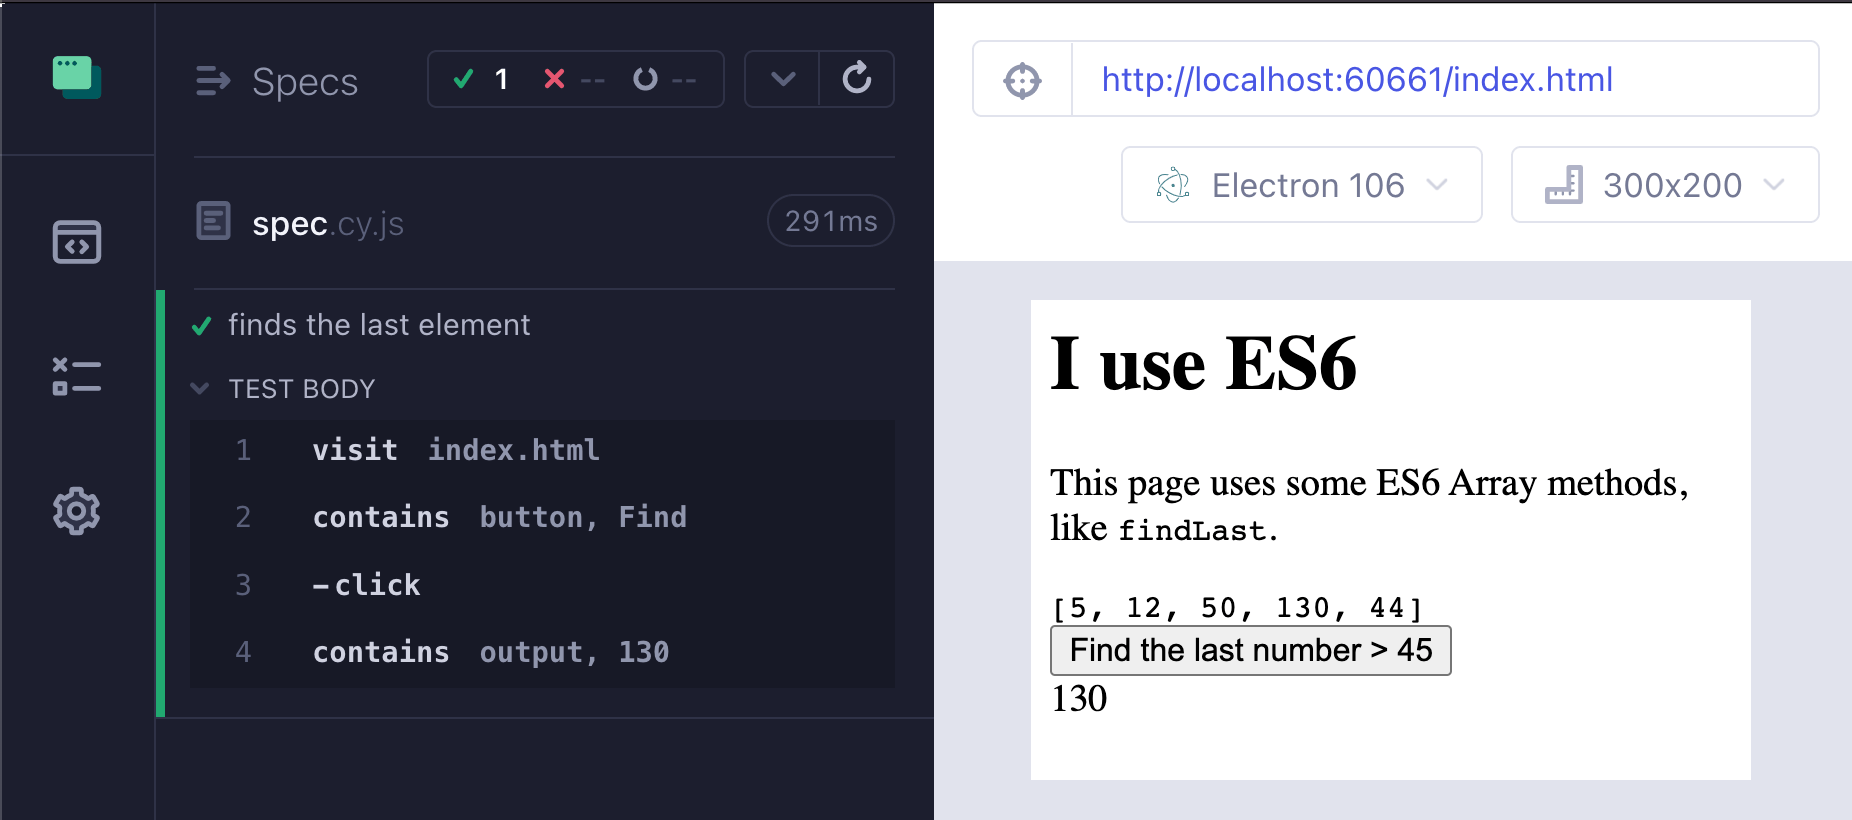 Specs
1 -- --
spec.cy.js
291ms
finds the last element
TEST BODY
1 visit index.html
2 contains button, Find
3 -click
4 contains output, 130
http://localhost:60661/index.html
Electron 106
300x200
I use ES6
This page uses some ES6 Array methods,
like findLast.
[5, 12, 50, 130, 44]
Find the last number > 45
130